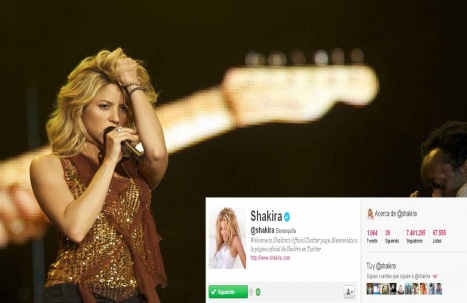 Shakira
@shakira Barranquilla
Welcome to Shakira's Official Twitter page. Bienvenidos a
la página oficial de Shakira en Twitter
http://www.shakira.com
Siguiendo
Acerca de @shakira
1.064
39
7.481.295
67.555
Tweets
Siguiendo
Seguidores
Listas
Tú y @shakira